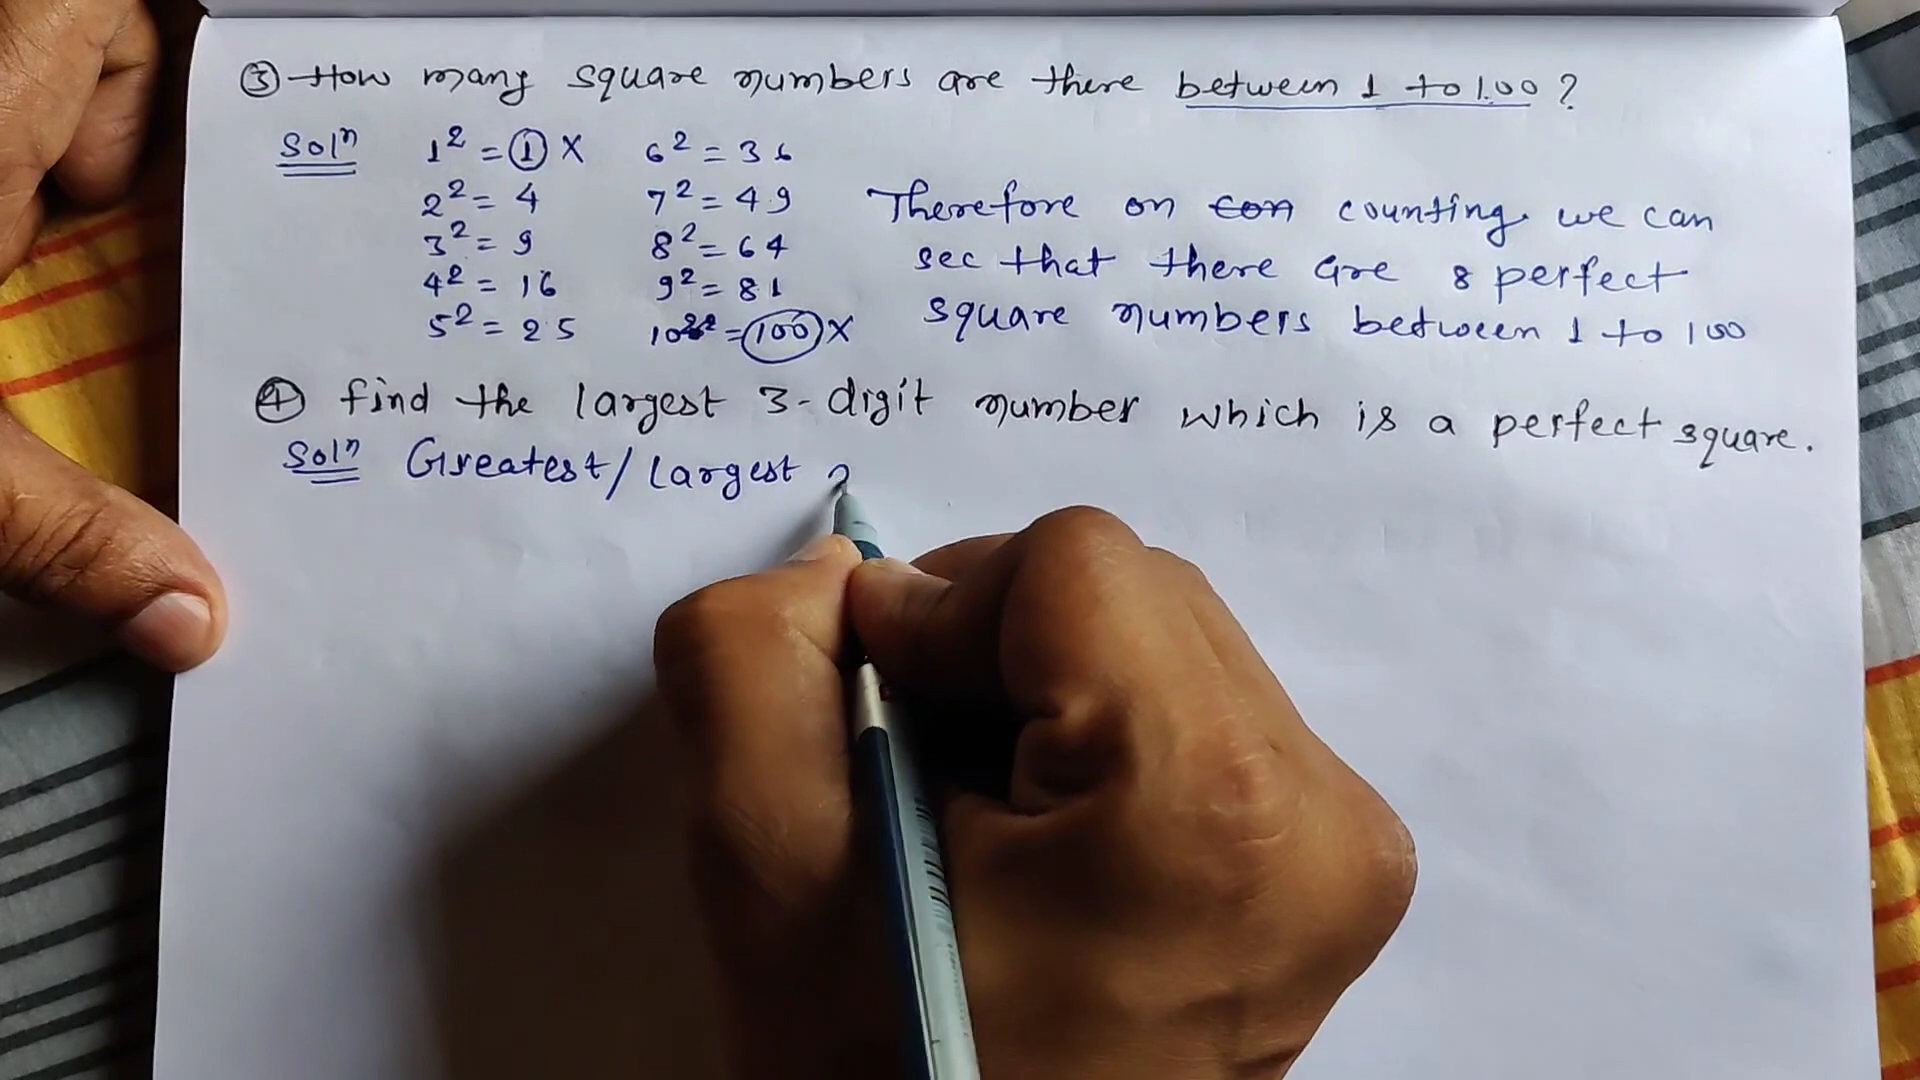 ③ How many square numbers are there between 1 to 100?
Solⁿ 1² = 1 X 6² = 36
2² = 4 7² = 49
3² = 9 8² = 64
4² = 16 9² = 81
5² = 25 10² = 100 X
Therefore on con counting we can
see that there are 8 perfect
square numbers between 1 to 100
④ find the largest 3-digit number which is a perfect square.
Solⁿ Greatest/largest